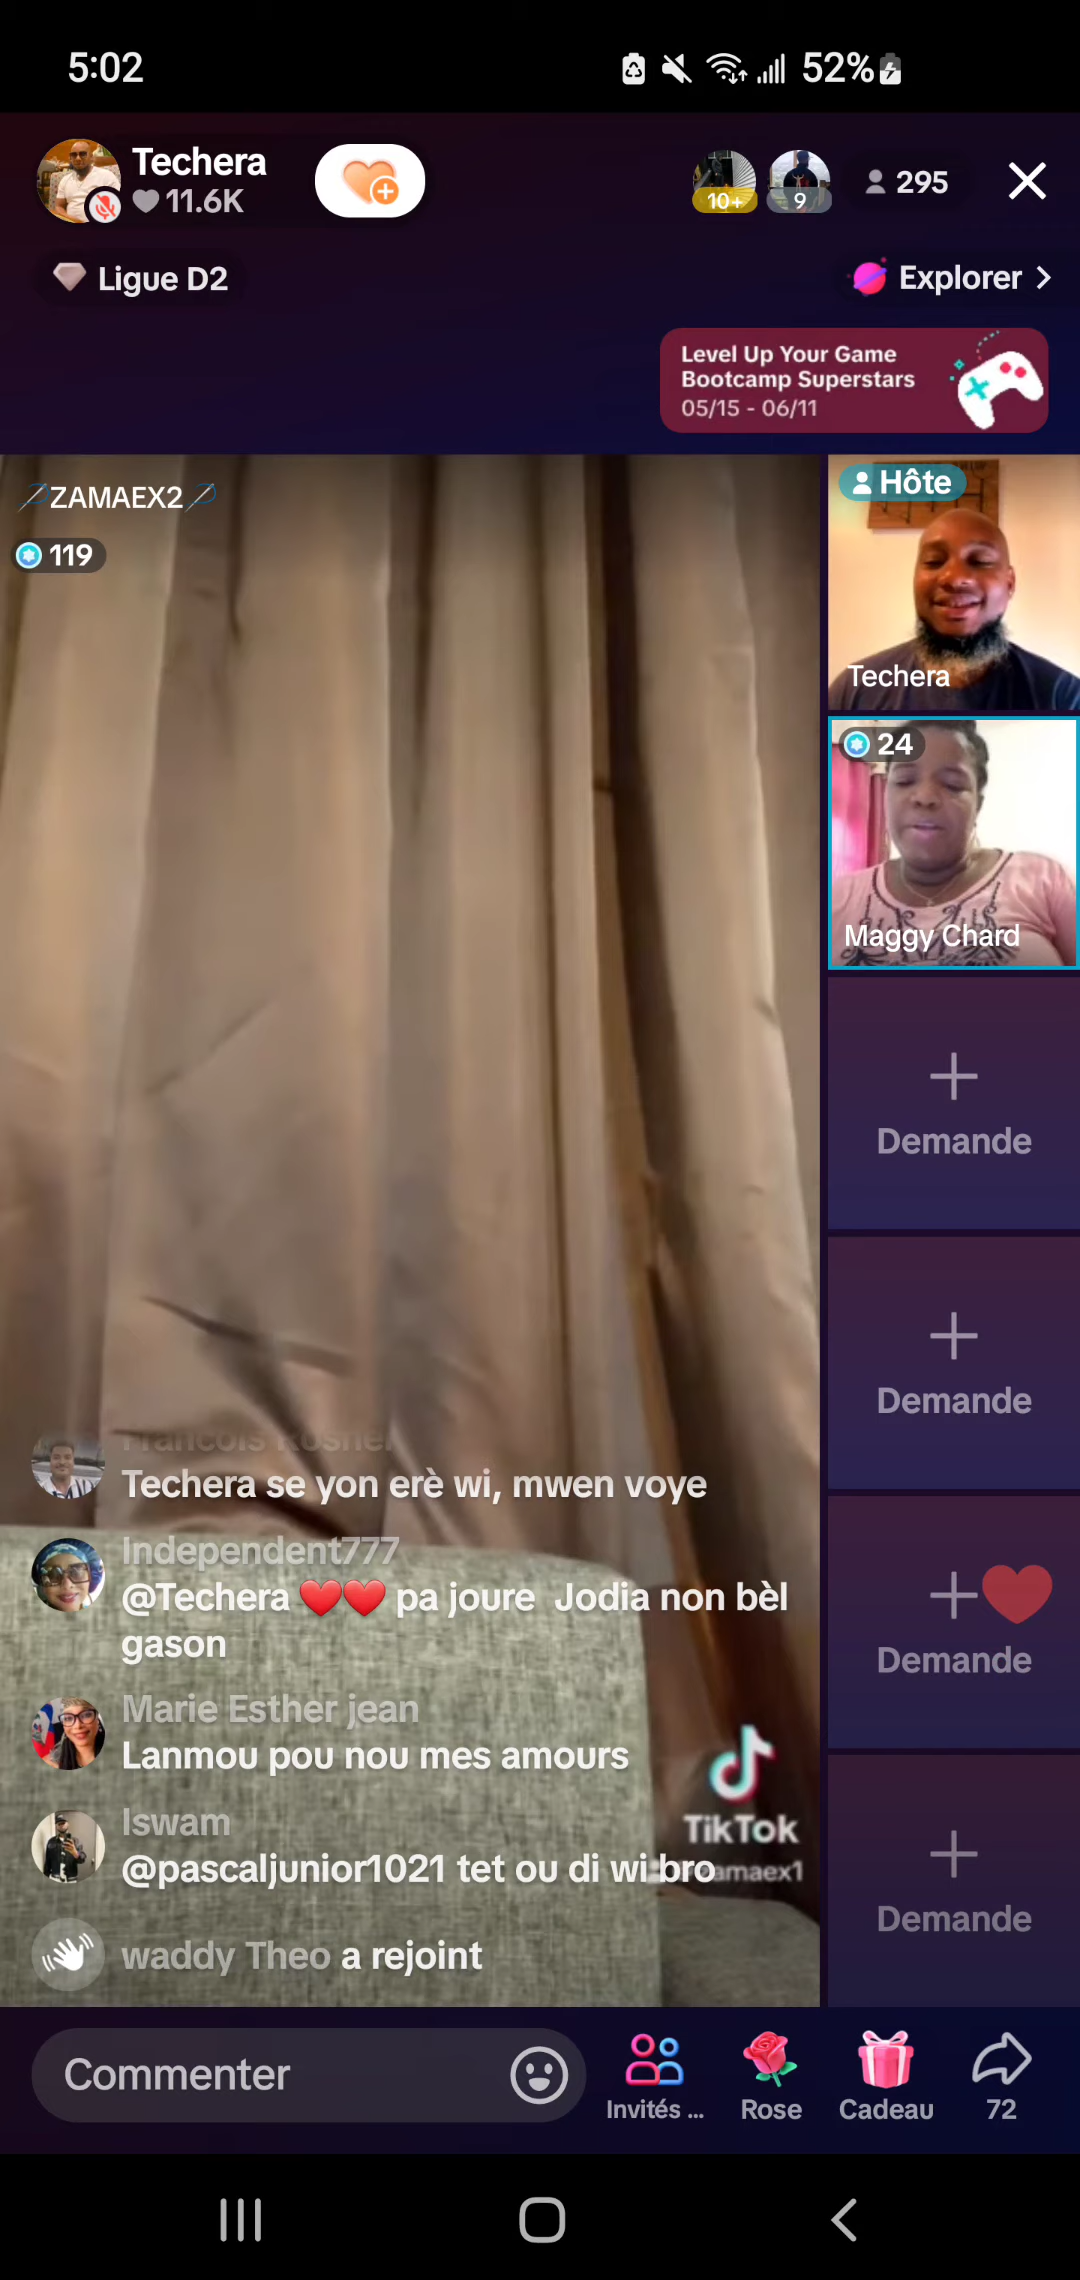 5:02
52%
Techera
11.6K
10+
9
295
Ligue D2
Explorer
Level Up Your Game
Bootcamp Superstars
05/15 - 06/11
ZAMAEX2
119
Hôte
Techera
24
Maggy Chard
Demande
Demande
Demande
Demande
Francois
Techera se yon erè wi, mwen voye
Independent777
@Techera ❤️❤️ pa joure Jodia non bèl
gason
Marie Esther jean
Lanmou pou nou mes amours
Iswam
@pascaljunior1021 tet ou di wi bro
TikTok
waddy Theo a rejoint
Commenter
Invités ...
Rose
Cadeau
72